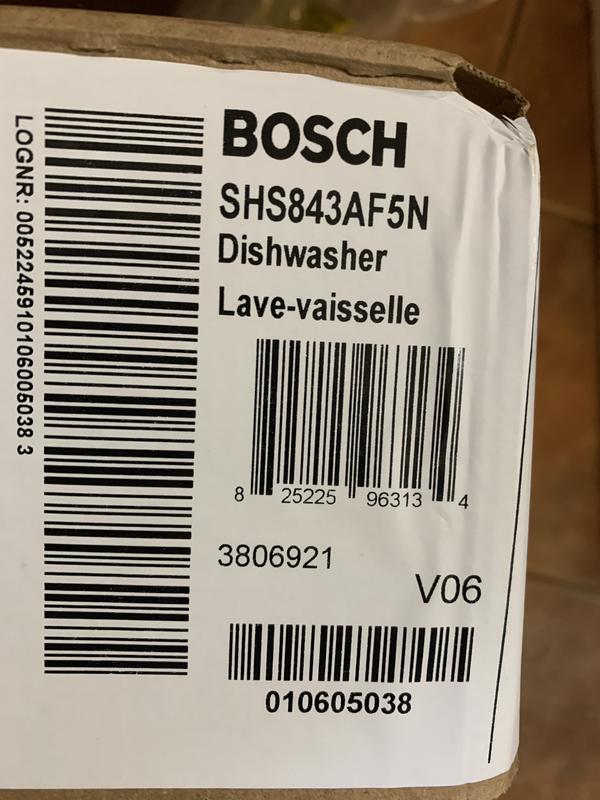 LOGNR: 00522459101060050383
BOSCH
SHS843AF5N
Dishwasher
Lave-vaisselle
8 25225 96313 4
3806921
V06
010605038